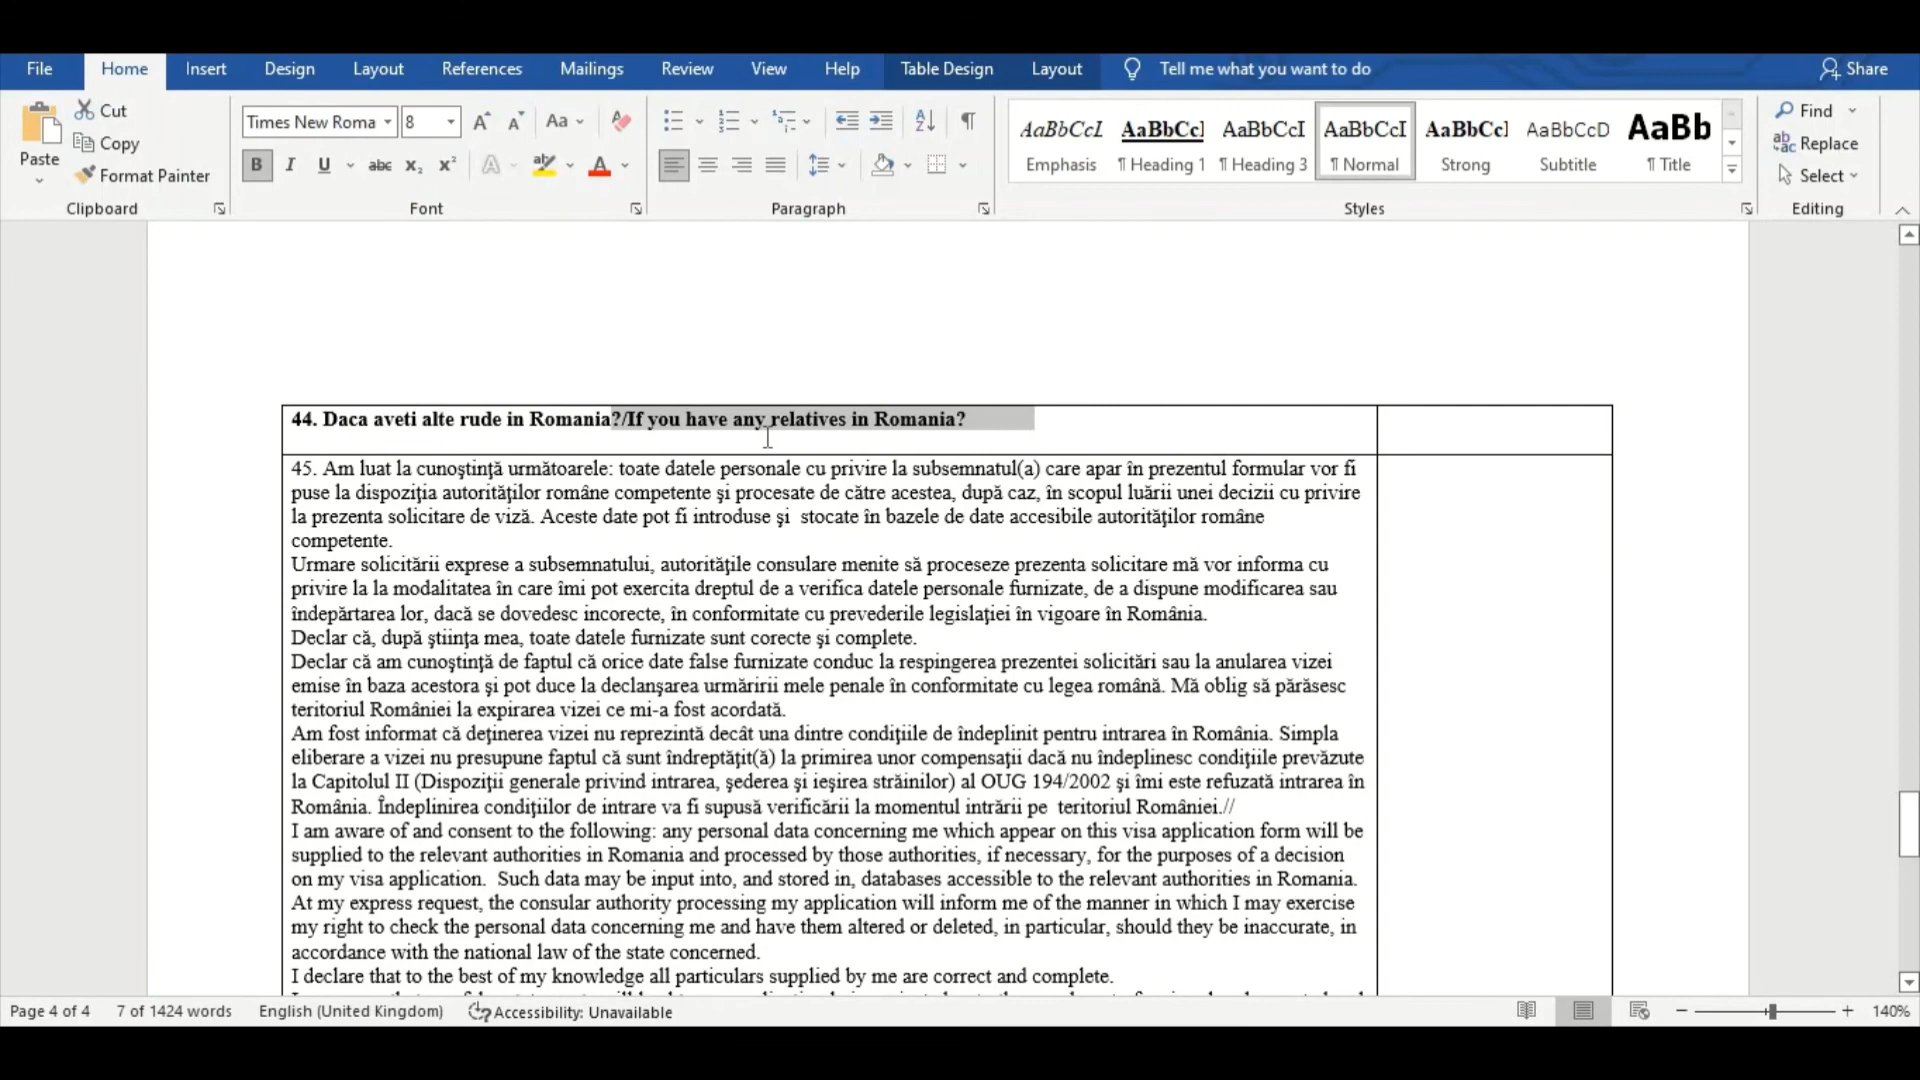 File Home Insert Design Layout References Mailings Review View Help Table Design Layout Tell me what you want to do Share
Cut
Copy
Format Painter
Paste
Clipboard
Times New Roma 8
Font
Paragraph
AaBbCcI AaBbCcI AaBbCcI AaBbCcI AaBbCcI AaBbCcD AaBb
Emphasis ¶ Heading 1 ¶ Heading 3 ¶ Normal Strong Subtitle ¶ Title
Styles
Find
Replace
Select
Editing
44. Daca aveti alte rude in Romania?/If you have any relatives in Romania?
45. Am luat la cunoştinţă următoarele: toate datele personale cu privire la subsemnatul(a) care apar în prezentul formular vor fi
puse la dispoziţia autorităţilor române competente şi procesate de către acestea, după caz, în scopul luării unei decizii cu privire
la prezenta solicitare de viză. Aceste date pot fi introduse şi  stocate în bazele de date accesibile autorităţilor române
competente.
Urmare solicitării exprese a subsemnatului, autorităţile consulare menite să proceseze prezenta solicitare mă vor informa cu
privire la la modalitatea în care îmi pot exercita dreptul de a verifica datele personale furnizate, de a dispune modificarea sau
îndepărtarea lor, dacă se dovedesc incorecte, în conformitate cu prevederile legislaţiei în vigoare în România.
Declar că, după ştiinţa mea, toate datele furnizate sunt corecte şi complete.
Declar că am cunoştinţă de faptul că orice date false furnizate conduc la respingerea prezentei solicitări sau la anularea vizei
emise în baza acestora şi pot duce la declanşarea urmăririi mele penale în conformitate cu legea română. Mă oblig să părăsesc
teritoriul României la expirarea vizei ce mi-a fost acordată.
Am fost informat că deţinerea vizei nu reprezintă decât una dintre condiţiile de îndeplinit pentru intrarea în România. Simpla
eliberare a vizei nu presupune faptul că sunt îndreptăţit(ă) la primirea unor compensaţii dacă nu îndeplinesc condiţiile prevăzute
la Capitolul II (Dispoziţii generale privind intrarea, şederea şi ieşirea străinilor) al OUG 194/2002 şi îmi este refuzată intrarea în
România. Îndeplinirea condiţiilor de intrare va fi supusă verificării la momentul intrării pe  teritoriul României.//
I am aware of and consent to the following: any personal data concerning me which appear on this visa application form will be
supplied to the relevant authorities in Romania and processed by those authorities, if necessary, for the purposes of a decision
on my visa application.  Such data may be input into, and stored in, databases accessible to the relevant authorities in Romania.
At my express request, the consular authority processing my application will inform me of the manner in which I may exercise
my right to check the personal data concerning me and have them altered or deleted, in particular, should they be inaccurate, in
accordance with the national law of the state concerned.
I declare that to the best of my knowledge all particulars supplied by me are correct and complete.
Page 4 of 4 7 of 1424 words English (United Kingdom) Accessibility: Unavailable 140%